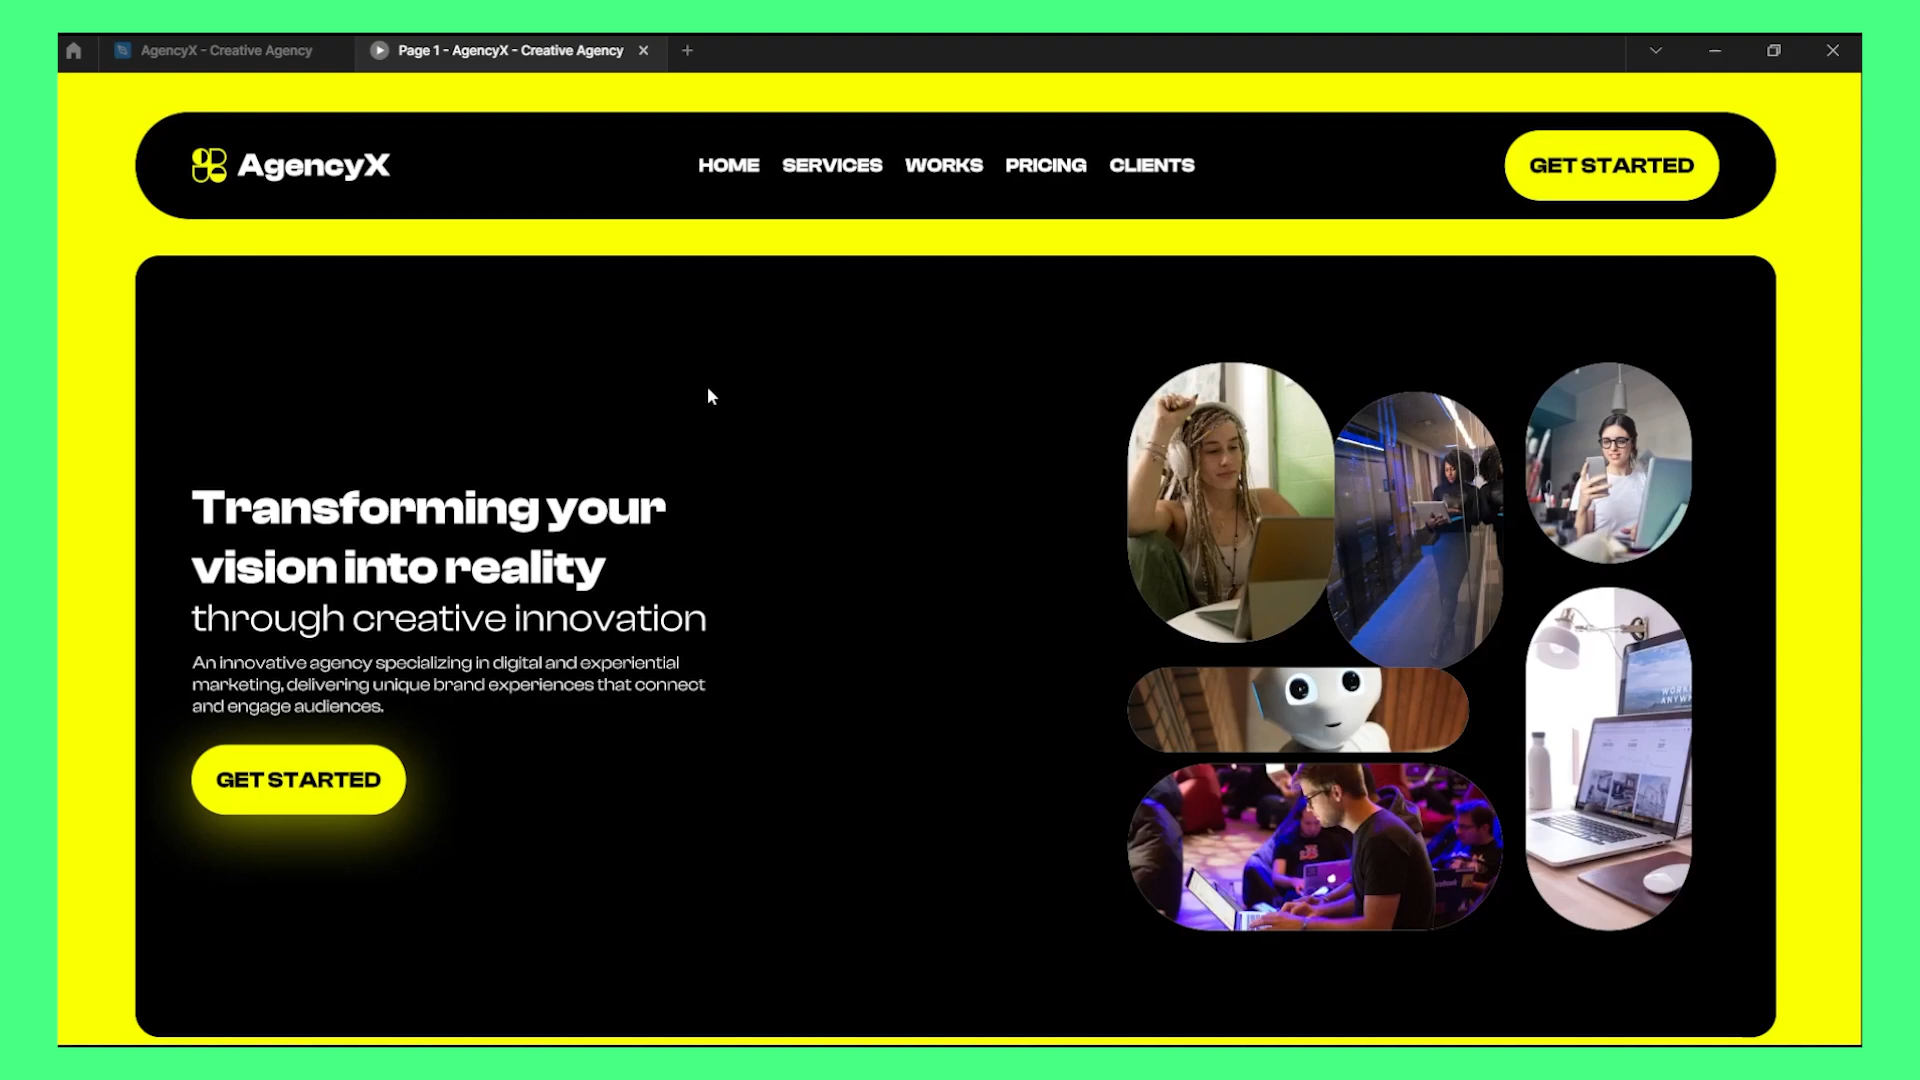 AgencyX - Creative Agency
Page 1 - AgencyX - Creative Agency
AgencyX
HOME SERVICES WORKS PRICING CLIENTS
GET STARTED
Transforming your
vision into reality
through creative innovation
An innovative agency specializing in digital and experiential
marketing, delivering unique brand experiences that connect
and engage audiences.
GET STARTED